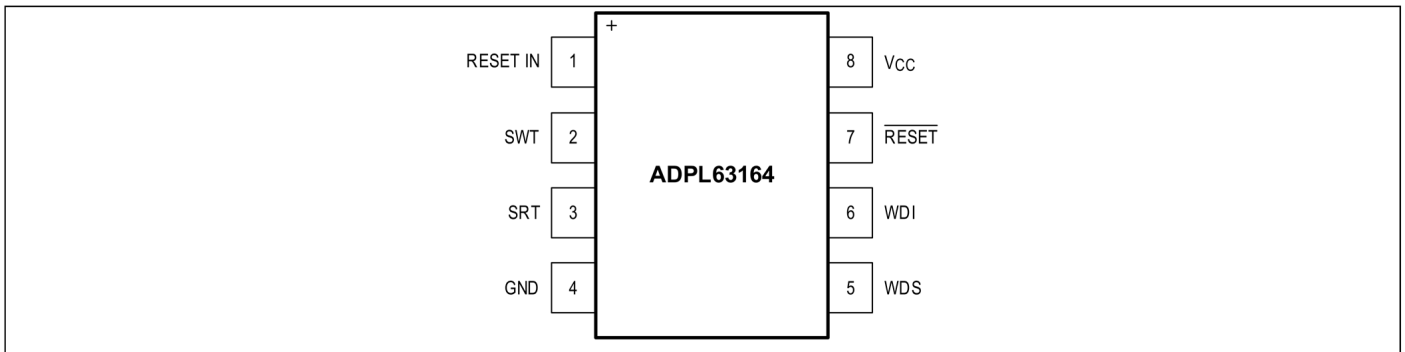 +
RESET IN 1 8 VCC
SWT 2 7 RESET
ADPL63164
SRT 3 6 WDI
GND 4 5 WDS